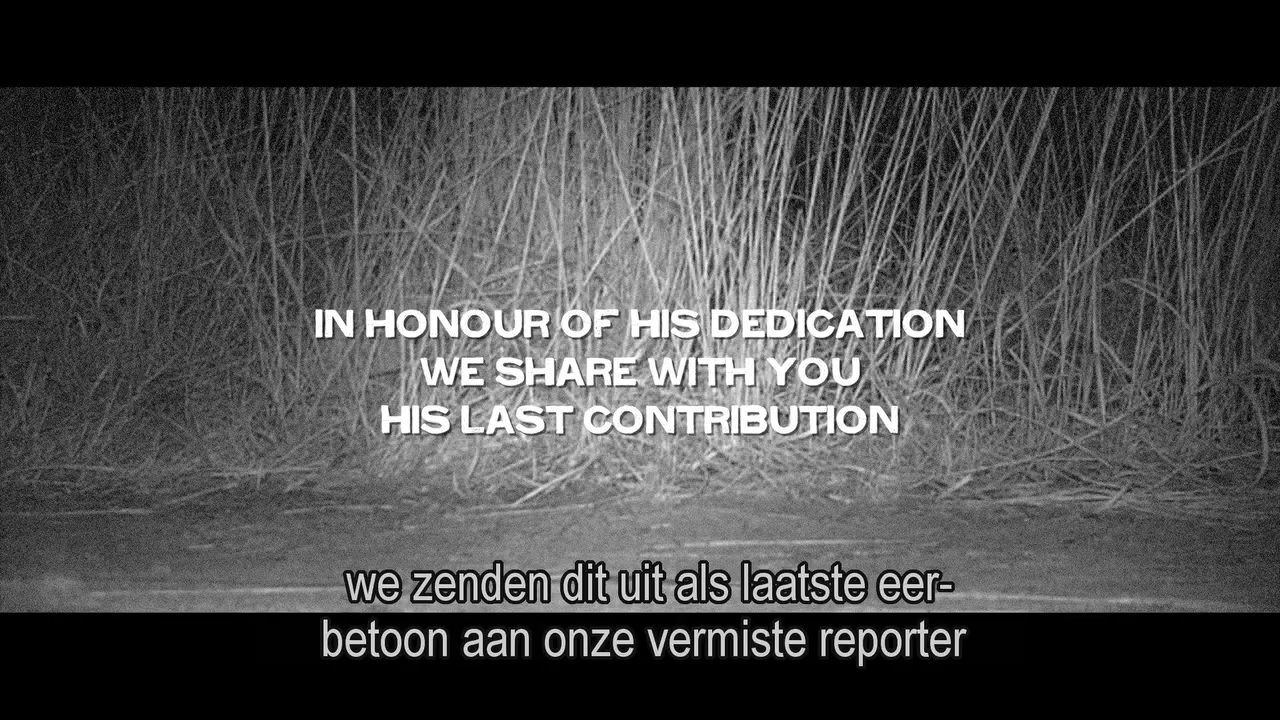 IN HONOUR OF HIS DEDICATION
WE SHARE WITH YOU
HIS LAST CONTRIBUTION
we zenden dit uit als laatste eer-
betoon aan onze vermiste reporter